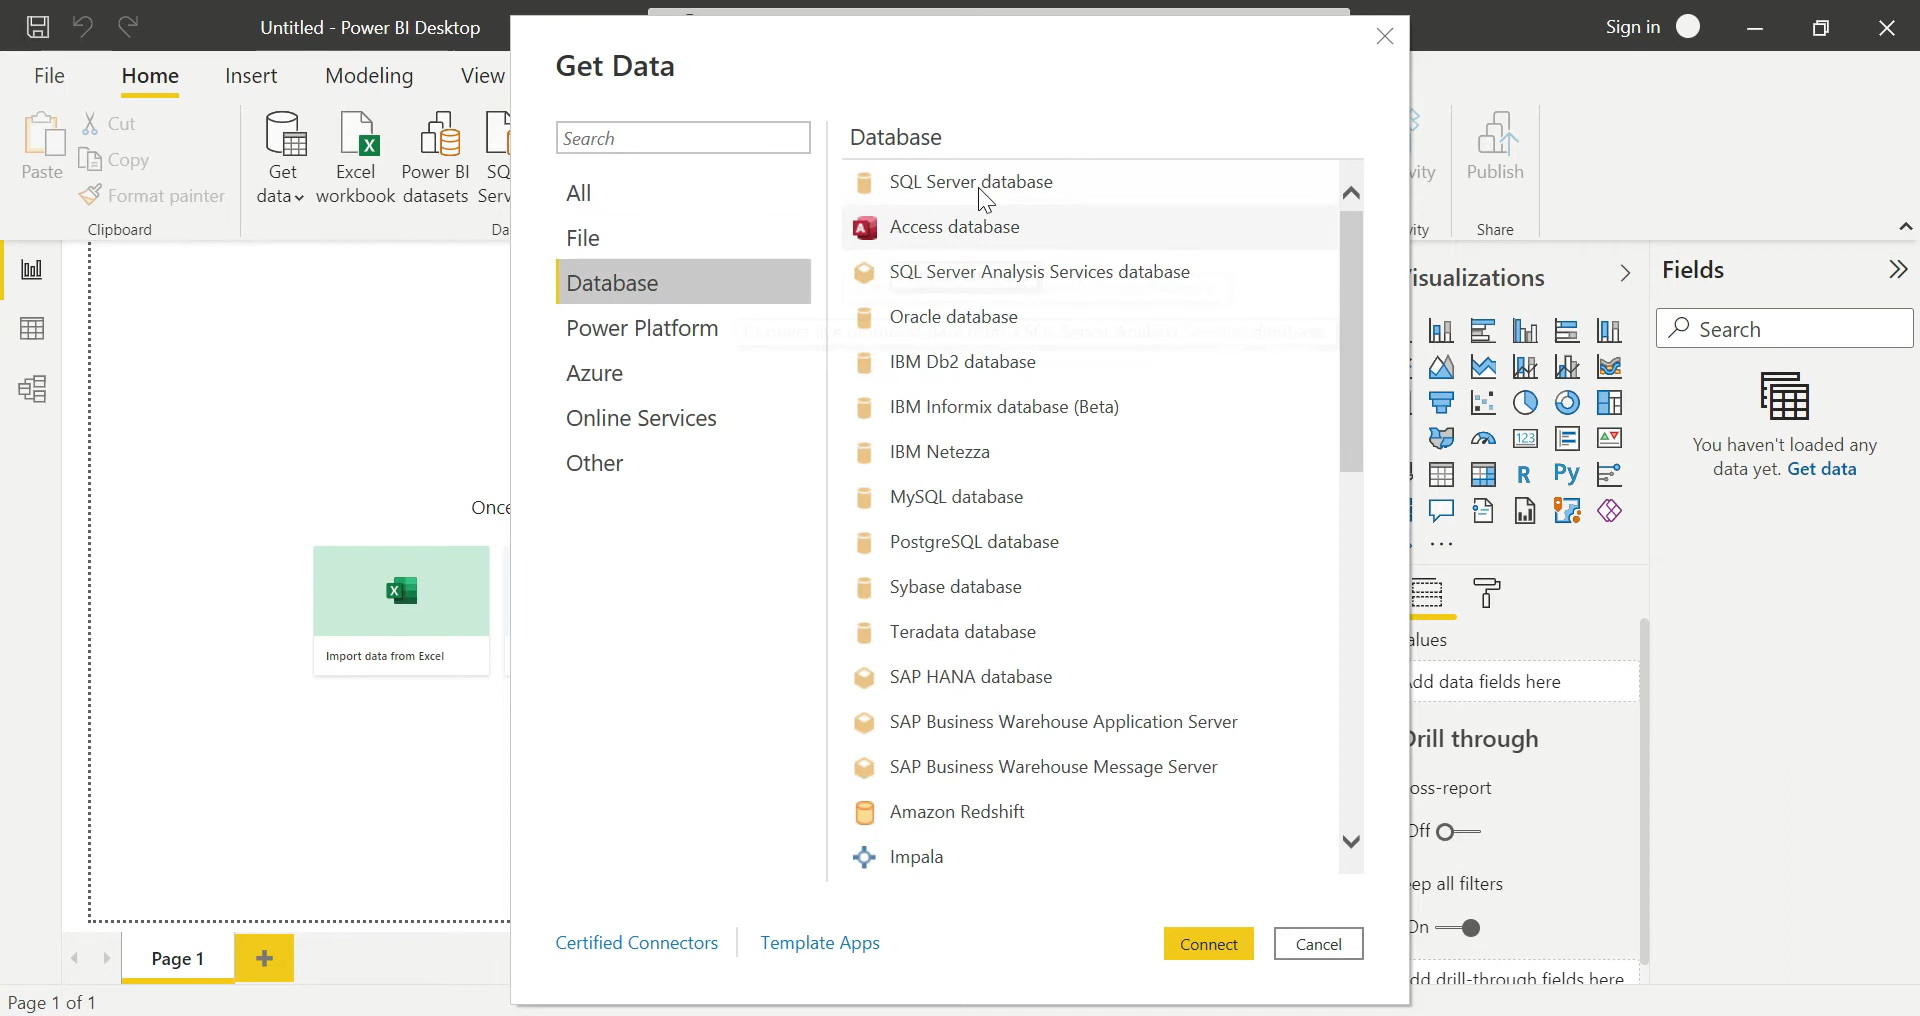 Untitled - Power BI Desktop
Sign in
File
Home
Insert
Modeling
View
Paste
Cut
Copy
Format painter
Clipboard
Get
data
Excel
workbook
Power BI
datasets
Publish
Share
Get Data
Search
All
File
Database
Power Platform
Azure
Online Services
Other
Database
SQL Server database
Access database
SQL Server Analysis Services database
Oracle database
IBM Db2 database
IBM Informix database (Beta)
IBM Netezza
MySQL database
PostgreSQL database
Sybase database
Teradata database
SAP HANA database
SAP Business Warehouse Application Server
SAP Business Warehouse Message Server
Amazon Redshift
Impala
Certified Connectors
Template Apps
Connect
Cancel
Once
Import data from Excel
isualizations
123
R
Py
alues
dd data fields here
Drill through
oss-report
Off
eep all filters
On
dd drill-through fields here
Fields
Search
You haven't loaded any
data yet. Get data
Page 1
Page 1 of 1